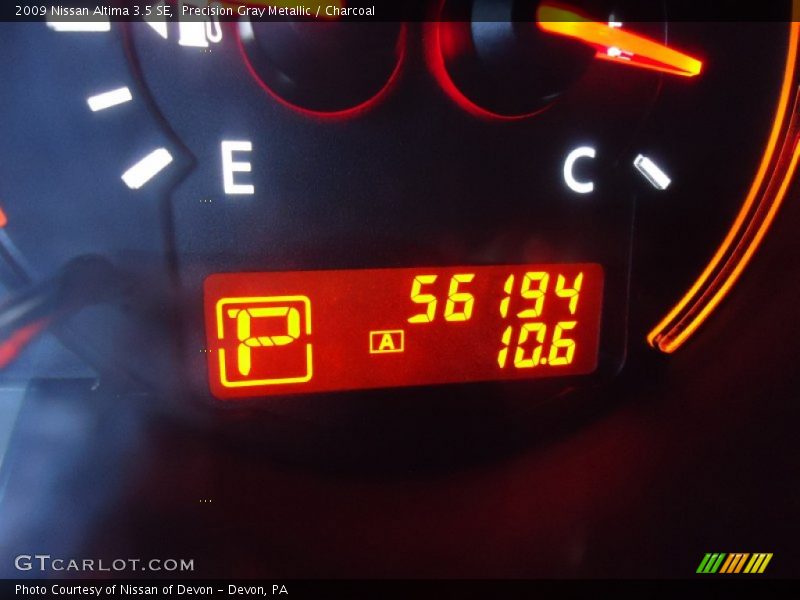 2009 Nissan Altima 3.5 SE, Precision Gray Metallic / Charcoal
E
C
56194
P
A
10.6
GTCARLOT.COM
Photo Courtesy of Nissan of Devon - Devon, PA